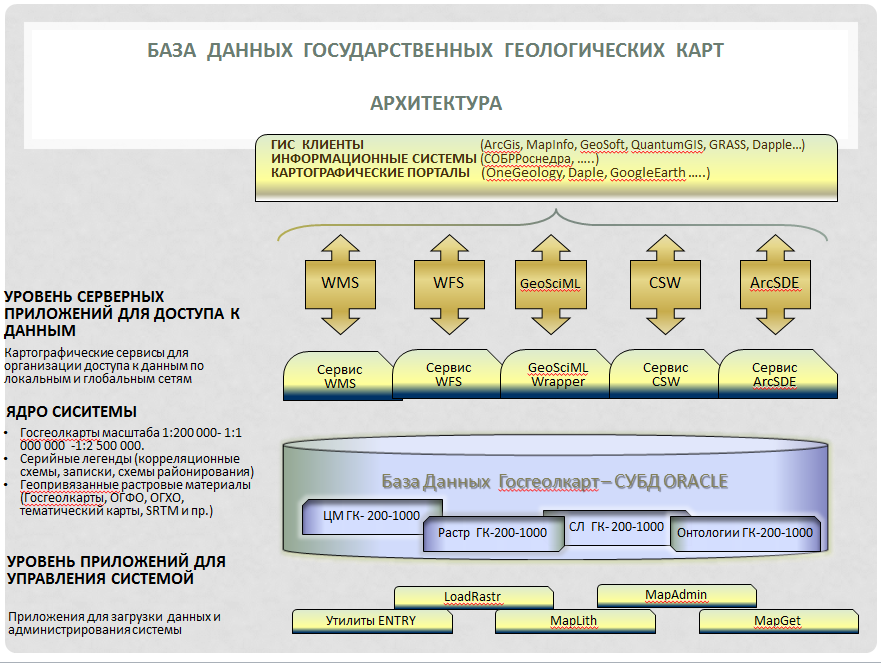 БАЗА ДАННЫХ ГОСУДАРСТВЕННЫХ ГЕОЛОГИЧЕСКИХ КАРТ
АРХИТЕКТУРА
ГИС КЛИЕНТЫ (ArcGis, MapInfo, GeoSoft, QuantumGIS, GRASS, Dapple...)
ИНФОРМАЦИОННЫЕ СИСТЕМЫ (СОБРРоснедра, .....)
КАРТОГРАФИЧЕСКИЕ ПОРТАЛЫ (OneGeology, Daple, GoogleEarth .....)
WMS
WFS
GeoSciML
CSW
ArcSDE
УРОВЕНЬ СЕРВЕРНЫХ
ПРИЛОЖЕНИЙ ДЛЯ ДОСТУПА К
ДАННЫМ
Картографические сервисы для
организации доступа к данным по
локальным и глобальным сетям
Сервис
WMS
Сервис
WFS
GeoSciML
Wrapper
Сервис
CSW
Сервис
ArcSDE
ЯДРО СИСИТЕМЫ
• Госгеолкарты масштаба 1:200 000- 1:1
000 000 -1:2 500 000.
• Серийные легенды (корреляционные
схемы, записки, схемы районирования)
• Геопривязанные растровые материалы
(Госгеолкарты, ОГФО, ОГХО,
тематический карты, SRTM и пр.)
База Данных Госгеолкарт – СУБД ORACLE
ЦМ ГК- 200-1000
Растр ГК-200-1000
СЛ ГК- 200-1000
Онтологии ГК-200-1000
УРОВЕНЬ ПРИЛОЖЕНИЙ ДЛЯ
УПРАВЛЕНИЯ СИСТЕМОЙ
Приложения для загрузки данных и
администрирования системы
LoadRastr
MapAdmin
Утилиты ENTRY
MapLith
MapGet